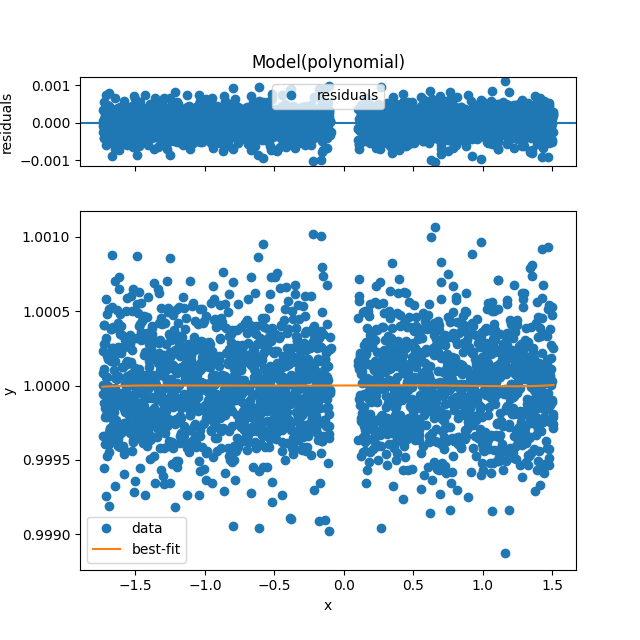 Model(polynomial)
0.001
0.000
−0.001
residuals
residuals
1.0010
1.0005
1.0000
0.9995
0.9990
y
data
best-fit
−1.5 −1.0 −0.5 0.0 0.5 1.0 1.5
x